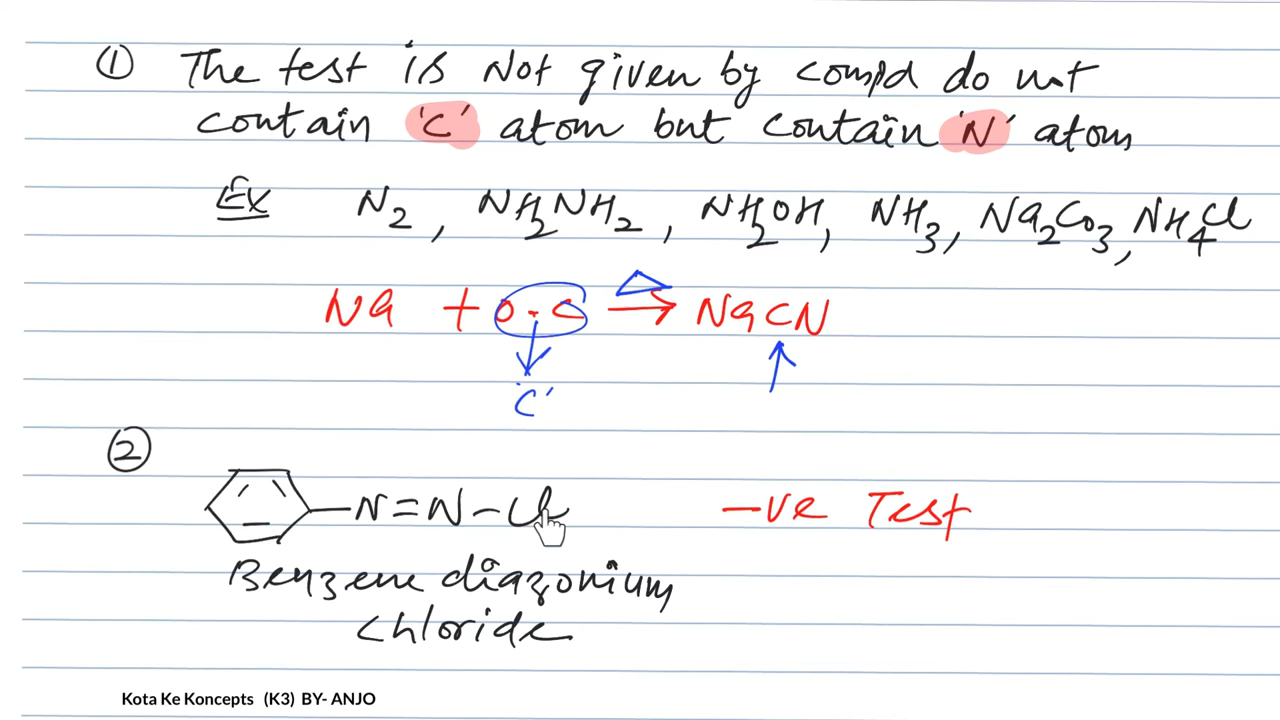 ① The test is Not given by compd do not
contain 'C' atom but contain 'N' atom
Ex N2, NH2NH2, NH2OH, NH3, Na2CO3, NH4Cl
Na + O.C △→ NaCN
'C'
②
N=N-Cl -ve Test
Benzene diazonium
chloride
Kota Ke Koncepts (K3) BY- ANJO